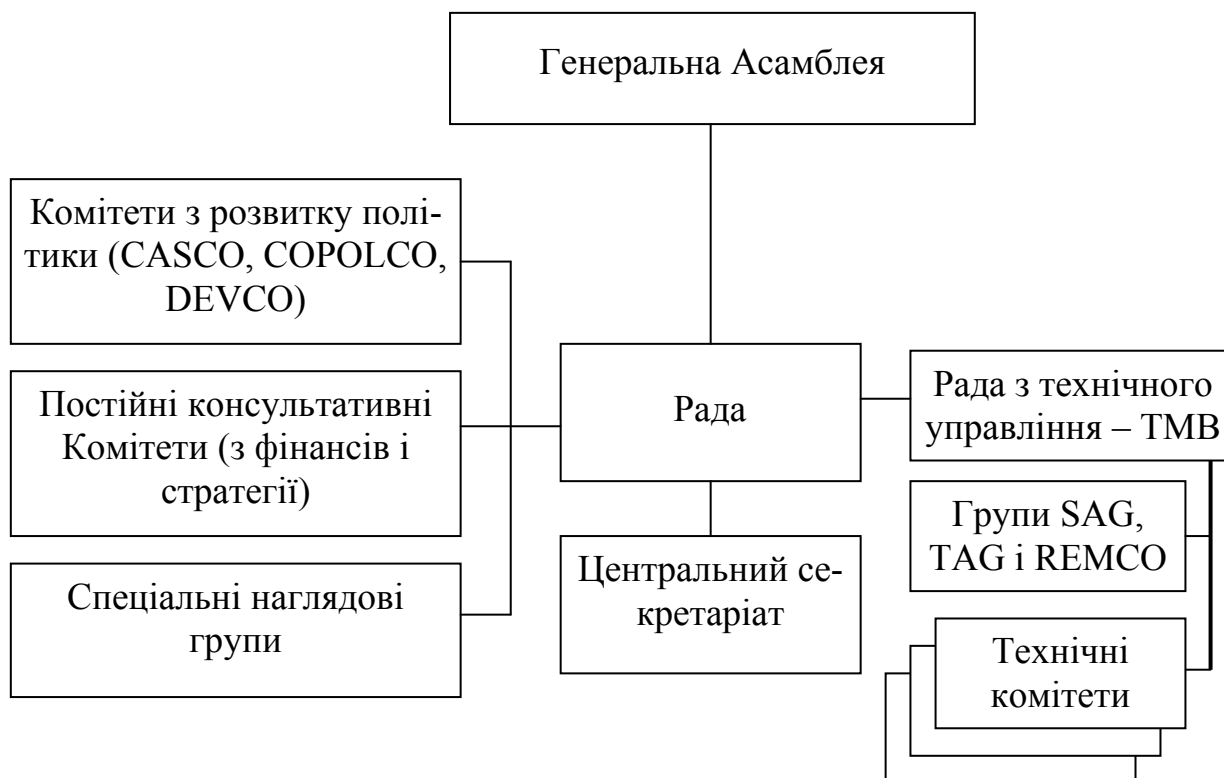 Генеральна Асамблея
Комітети з розвитку полі-
тики (CASCO, COPOLCO,
DEVCO)
Постійні консультативні
Комітети (з фінансів і
стратегії)
Спеціальні наглядові
групи
Рада
Центральний се-
кретаріат
Рада з технічного
управління – ТМВ
Групи SAG,
TAG і REMCO
Технічні
комітети